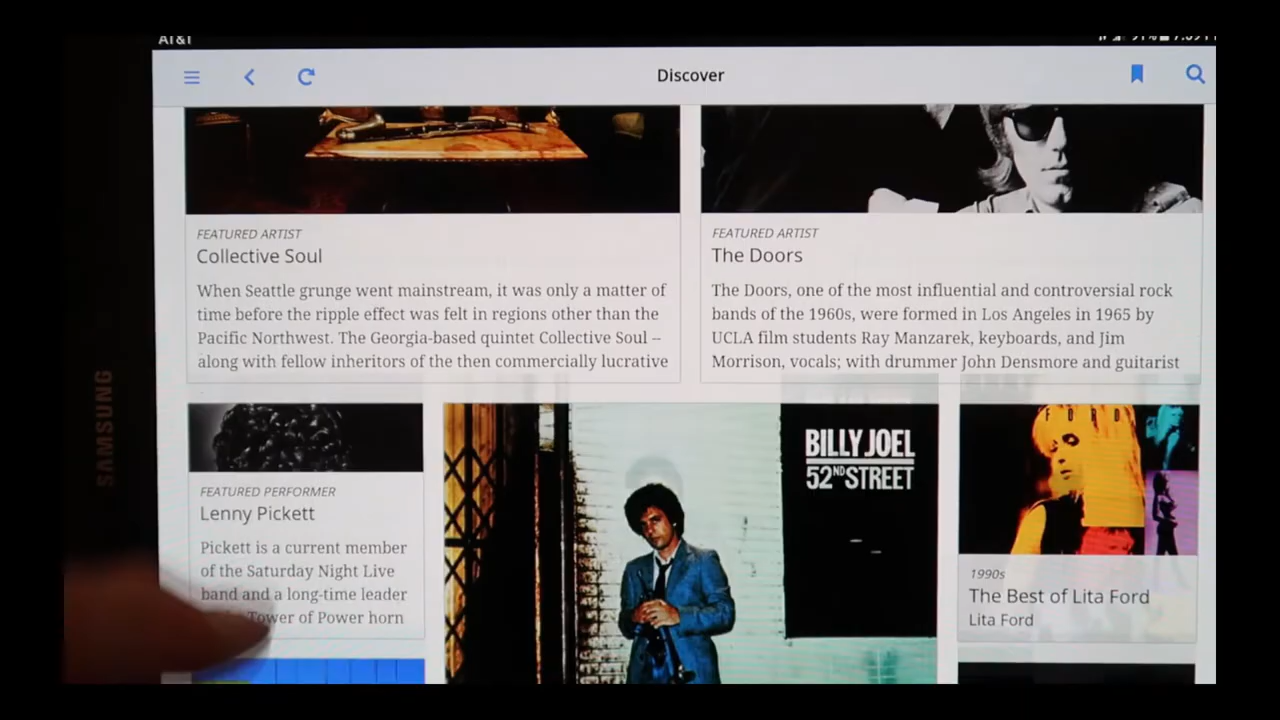 AT&T
Discover
FEATURED ARTIST
Collective Soul
When Seattle grunge went mainstream, it was only a matter of
time before the ripple effect was felt in regions other than the
Pacific Northwest. The Georgia-based quintet Collective Soul --
along with fellow inheritors of the then commercially lucrative
FEATURED ARTIST
The Doors
The Doors, one of the most influential and controversial rock
bands of the 1960s, were formed in Los Angeles in 1965 by
UCLA film students Ray Manzarek, keyboards, and Jim
Morrison, vocals; with drummer John Densmore and guitarist
SAMSUNG
FEATURED PERFORMER
Lenny Pickett
Pickett is a current member
of the Saturday Night Live
band and a long-time leader
Tower of Power horn
BILLY JOEL
52ND STREET
FORD
1990s
The Best of Lita Ford
Lita Ford